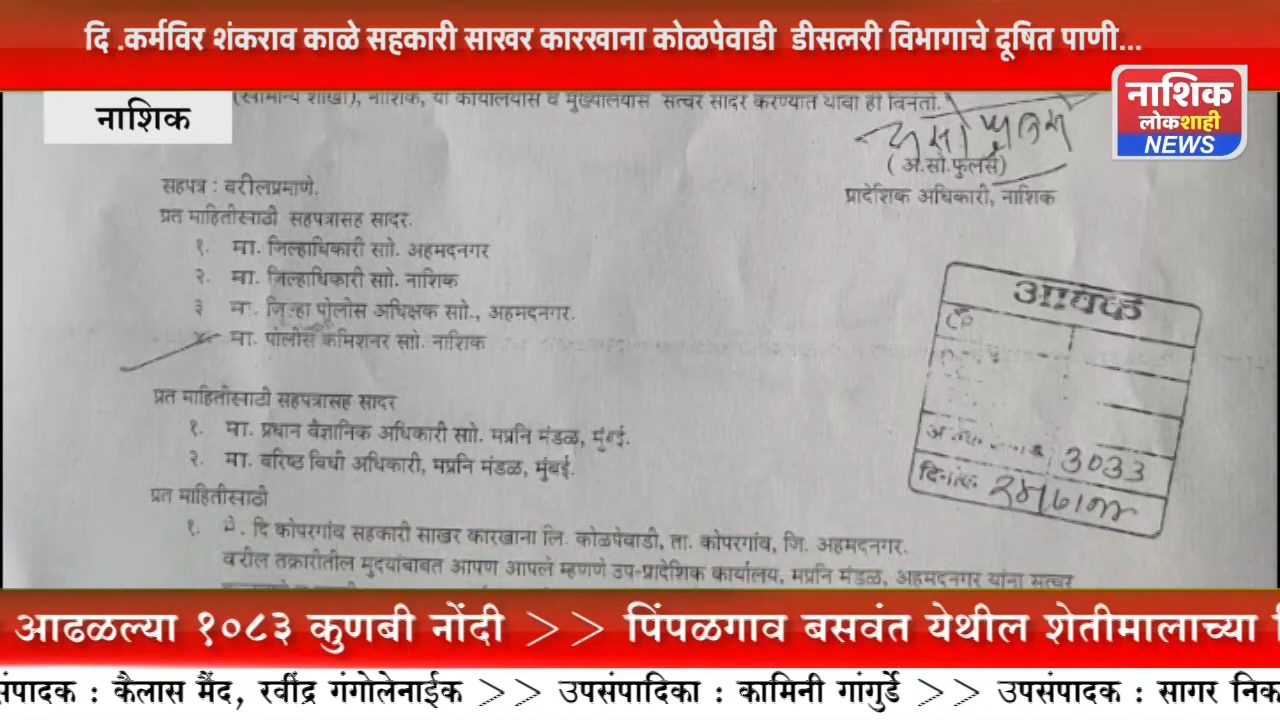 दि .कर्मविर शंकराव काळे सहकारी साखर कारखाना कोळपेवाडी डीसलरी विभागाचे दूषित पाणी...
नाशिक
नाशिक
लोकशाही
NEWS
(सामान्य शाखा), नाशिक, या कार्यालयास व मुख्यालयास सत्वर सादर करण्यात यावा ही विनंती.
(अ.सो.फुलसे)
प्रादेशिक अधिकारी, नाशिक
सहपत्र : वरीलप्रमाणे.
प्रत माहितीसाठी सहपत्रासह सादर.
१. मा. जिल्हाधिकारी सो. अहमदनगर
२. मा. जिल्हाधिकारी सो. नाशिक
३ मा. जिल्हा पोलीस अधिक्षक सो., अहमदनगर.
मा. पोलीस कमिशनर सो. नाशिक
आवक
3033
दिनांक
प्रत माहितीसाठी सहपत्रासह सादर
१. मा. प्रधान वैज्ञानिक अधिकारी सो. मप्रनि मंडळ, मुंबई.
२. मा. वरिष्ठ विधी अधिकारी, मप्रनि मंडळ, मुंबई.
प्रत माहितीसाठी
१. मे. दि कोपरगांव सहकारी साखर कारखाना लि. कोळपेवाडी, ता. कोपरगांव, जि. अहमदनगर.
वरील तक्रारीतील मुदयांबाबत आपण आपले म्हणणे उप-प्रादेशिक कार्यालय, मप्रनि मंडळ, अहमदनगर यांना सत्वर
आढळल्या १०८३ कुणबी नोंदी >> पिंपळगाव बसवंत येथील शेतीमालाच्या
संपादक : कैलास मैंद, रवींद्र गंगोलेनाईक >> उपसंपादिका : कामिनी गांगुर्डे >> उपसंपादक : सागर निक